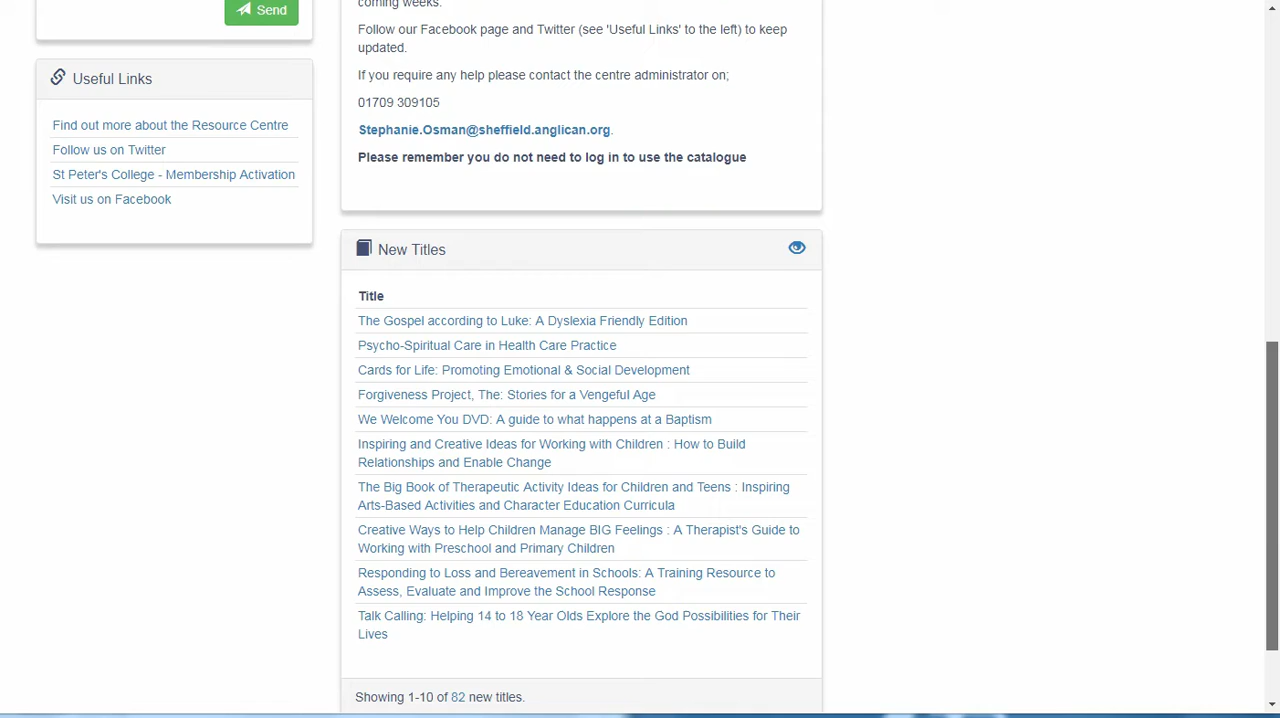 Send
Useful Links
Find out more about the Resource Centre
Follow us on Twitter
St Peter's College - Membership Activation
Visit us on Facebook
coming weeks.
Follow our Facebook page and Twitter (see 'Useful Links' to the left) to keep
updated.
If you require any help please contact the centre administrator on;
01709 309105
Stephanie.Osman@sheffield.anglican.org.
Please remember you do not need to log in to use the catalogue
New Titles
Title
The Gospel according to Luke: A Dyslexia Friendly Edition
Psycho-Spiritual Care in Health Care Practice
Cards for Life: Promoting Emotional & Social Development
Forgiveness Project, The: Stories for a Vengeful Age
We Welcome You DVD: A guide to what happens at a Baptism
Inspiring and Creative Ideas for Working with Children : How to Build
Relationships and Enable Change
The Big Book of Therapeutic Activity Ideas for Children and Teens : Inspiring
Arts-Based Activities and Character Education Curricula
Creative Ways to Help Children Manage BIG Feelings : A Therapist's Guide to
Working with Preschool and Primary Children
Responding to Loss and Bereavement in Schools: A Training Resource to
Assess, Evaluate and Improve the School Response
Talk Calling: Helping 14 to 18 Year Olds Explore the God Possibilities for Their
Lives
Showing 1-10 of 82 new titles.